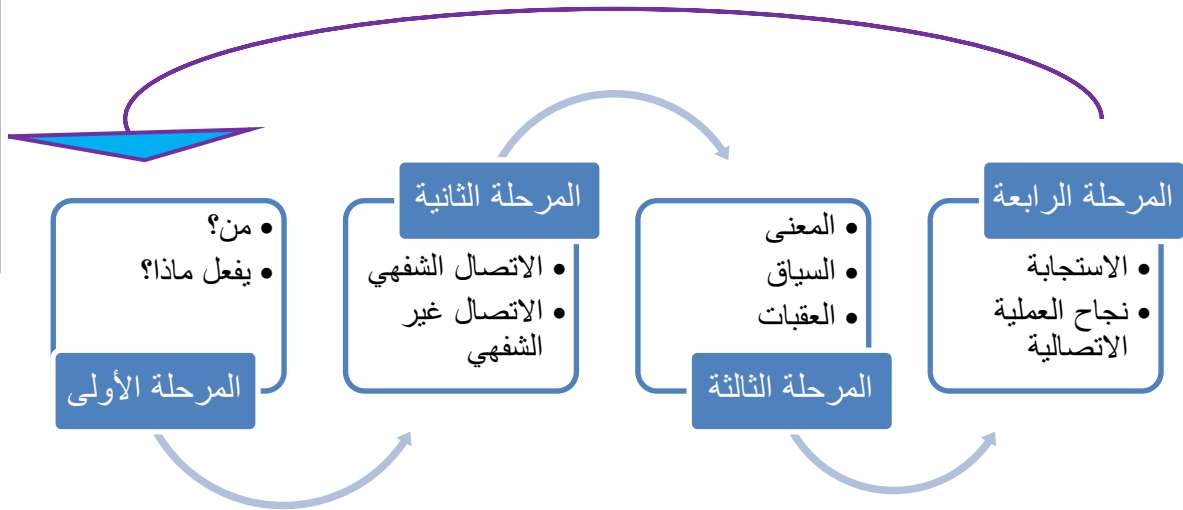 من؟
يفعل ماذا؟
المرحلة الأولى
المرحلة الثانية
الاتصال الشفهي
الاتصال غير
الشفهي
المعنى
السياق
العقبات
المرحلة الثالثة
المرحلة الرابعة
الاستجابة
نجاح العملية
الاتصالية